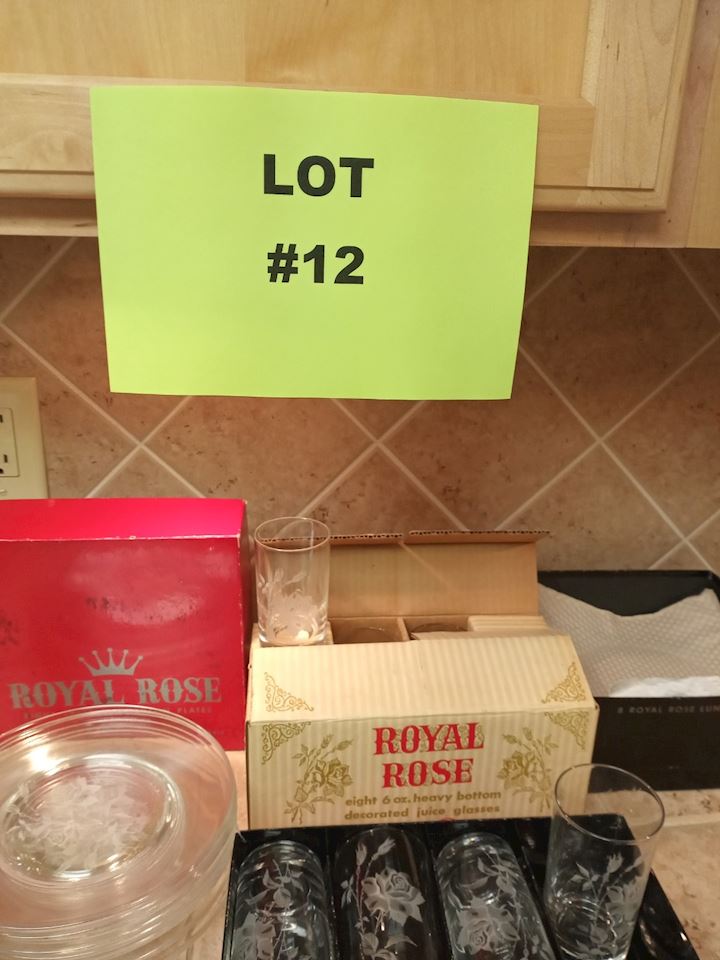 LOT
#12
ROYAL ROSE
PLATES
ROYAL
ROSE
eight 6 oz. heavy bottom
decorated juice glasses
8 ROYAL ROSE